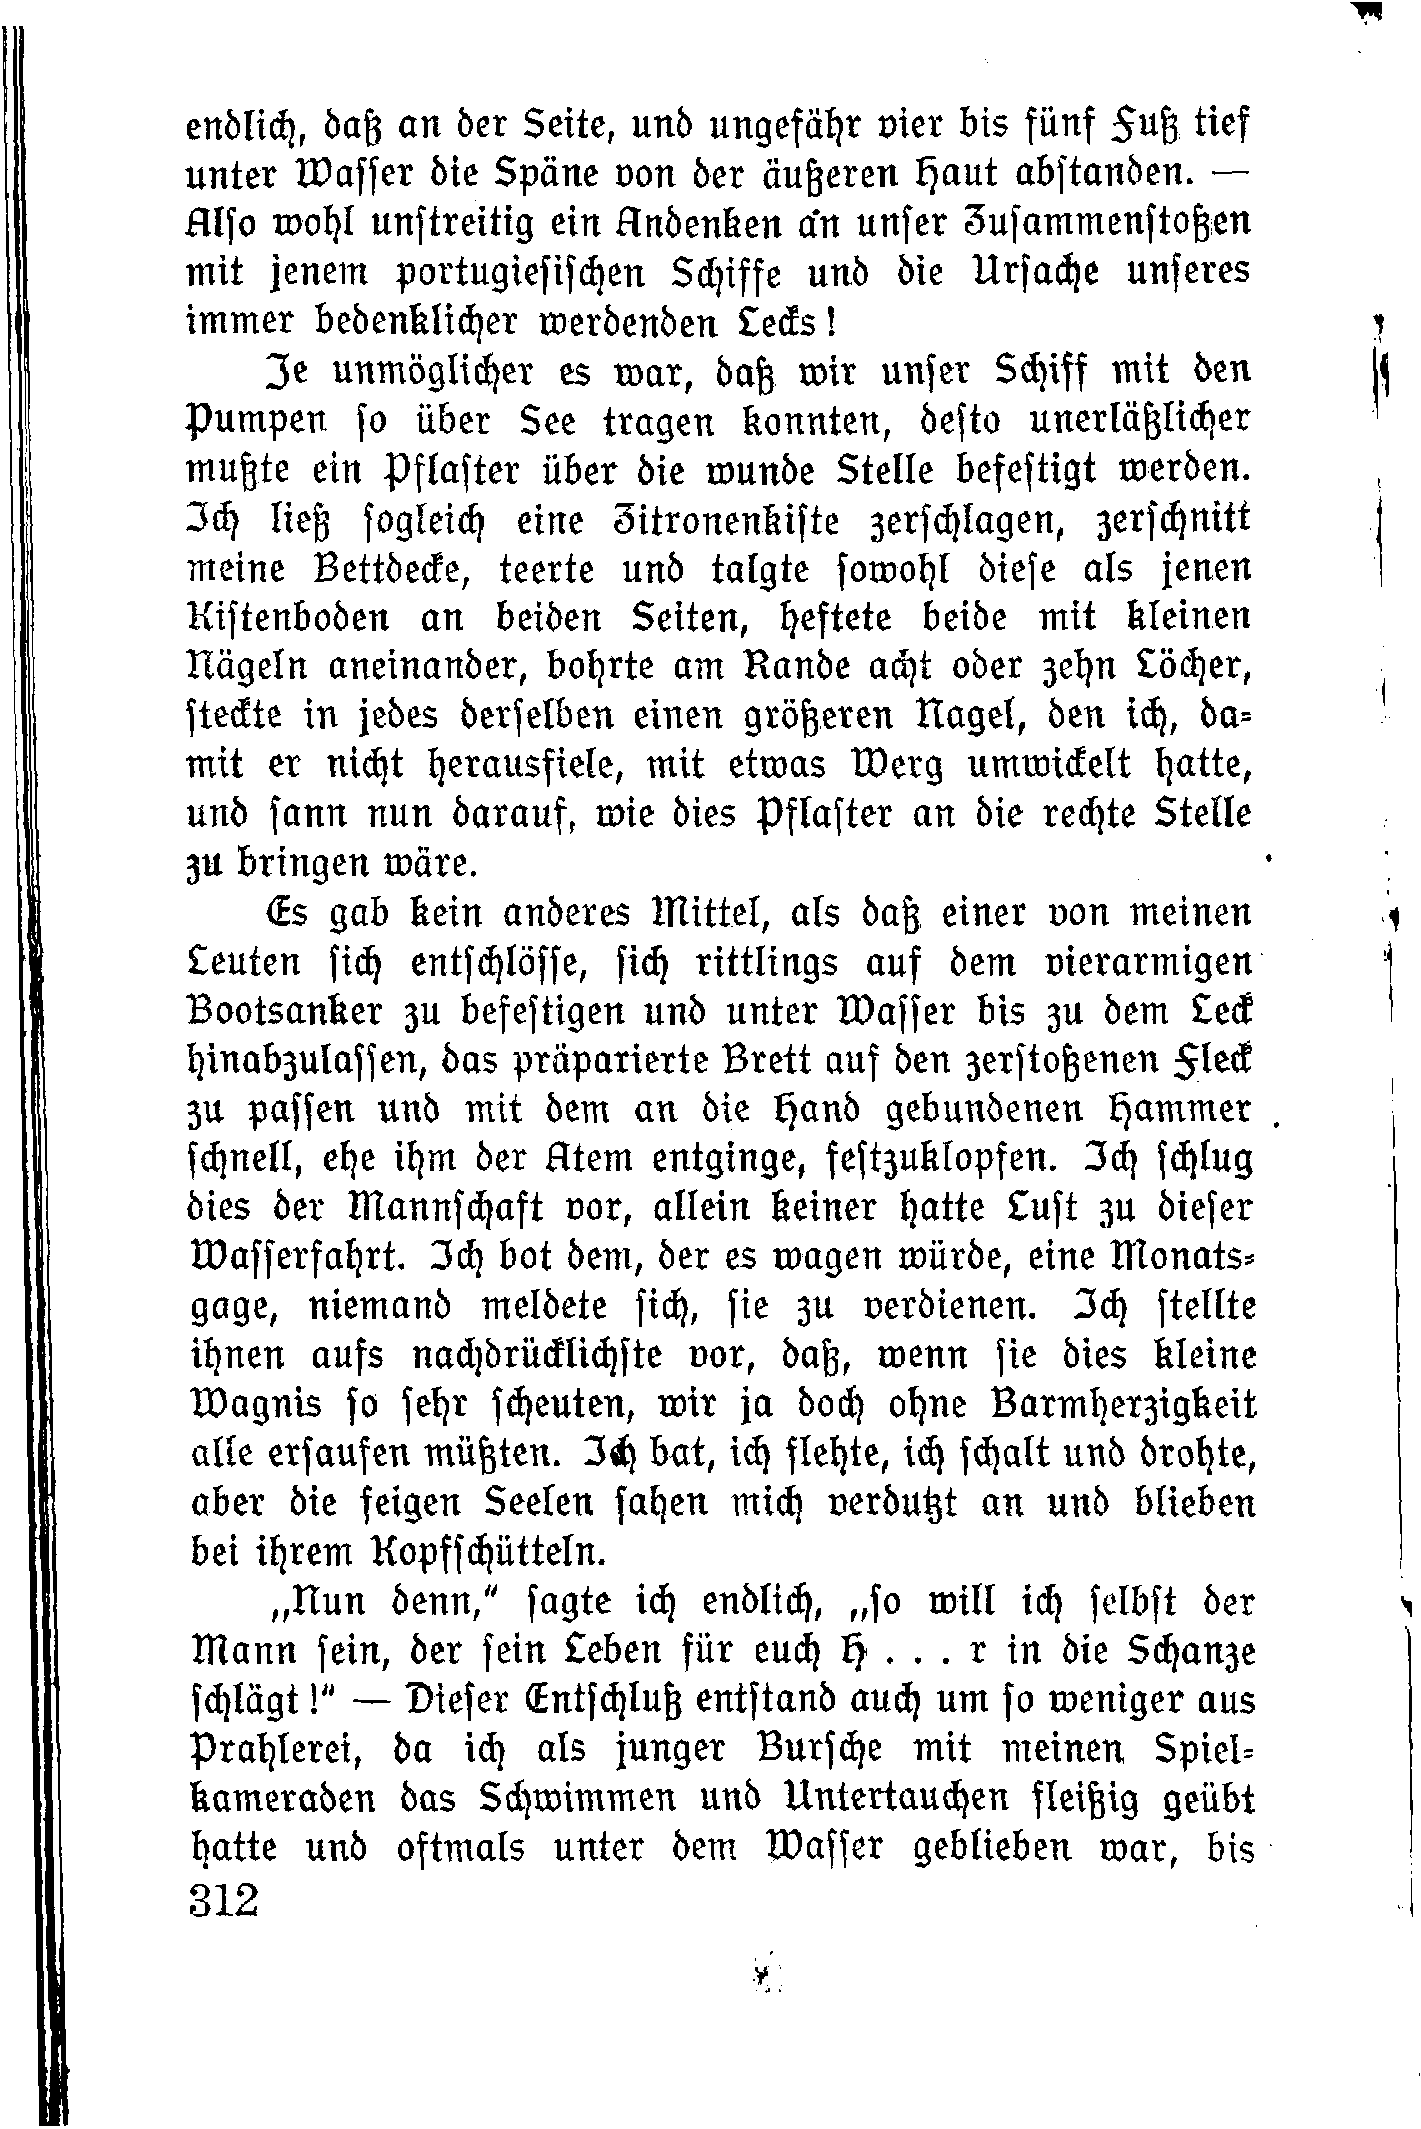 endlich, daß an der Seite, und ungefähr vier bis fünf Fuß tief
unter Wasser die Späne von der äußeren Haut abstanden. —
Also wohl unstreitig ein Andenken an unser Zusammenstoßen
mit jenem portugiesischen Schiffe und die Ursache unseres
immer bedenklicher werdenden Lecks!
Je unmöglicher es war, daß wir unser Schiff mit den
Pumpen so über See tragen konnten, desto unerläßlicher
mußte ein Pflaster über die wunde Stelle befestigt werden.
Ich ließ sogleich eine Zitronenkiste zerschlagen, zerschnitt
meine Bettdecke, teerte und talgte sowohl diese als jenen
Kistenboden an beiden Seiten, heftete beide mit kleinen
Nägeln aneinander, bohrte am Rande acht oder zehn Löcher,
steckte in jedes derselben einen größeren Nagel, den ich, da-
mit er nicht herausfiele, mit etwas Werg umwickelt hatte,
und sann nun darauf, wie dies Pflaster an die rechte Stelle
zu bringen wäre.
Es gab kein anderes Mittel, als daß einer von meinen
Leuten sich entschlösse, sich rittlings auf dem vierarmigen
Bootsanker zu befestigen und unter Wasser bis zu dem Leck
hinabzulassen, das präparierte Brett auf den zerstoßenen Fleck
zu passen und mit dem an die Hand gebundenen Hammer
schnell, ehe ihm der Atem entginge, festzuklopfen. Ich schlug
dies der Mannschaft vor, allein keiner hatte Lust zu dieser
Wasserfahrt. Ich bot dem, der es wagen würde, eine Monats-
gage, niemand meldete sich, sie zu verdienen. Ich stellte
ihnen aufs nachdrücklichste vor, daß, wenn sie dies kleine
Wagnis so sehr scheuten, wir ja doch ohne Barmherzigkeit
alle ersaufen müßten. Ich bat, ich flehte, ich schalt und drohte,
aber die feigen Seelen sahen mich verdutzt an und blieben
bei ihrem Kopfschütteln.
„Nun denn,“ sagte ich endlich, „so will ich selbst der
Mann sein, der sein Leben für euch H . . . r in die Schanze
schlägt!“ — Dieser Entschluß entstand auch um so weniger aus
Prahlerei, da ich als junger Bursche mit meinen Spiel-
kameraden das Schwimmen und Untertauchen fleißig geübt
hatte und oftmals unter dem Wasser geblieben war, bis
312